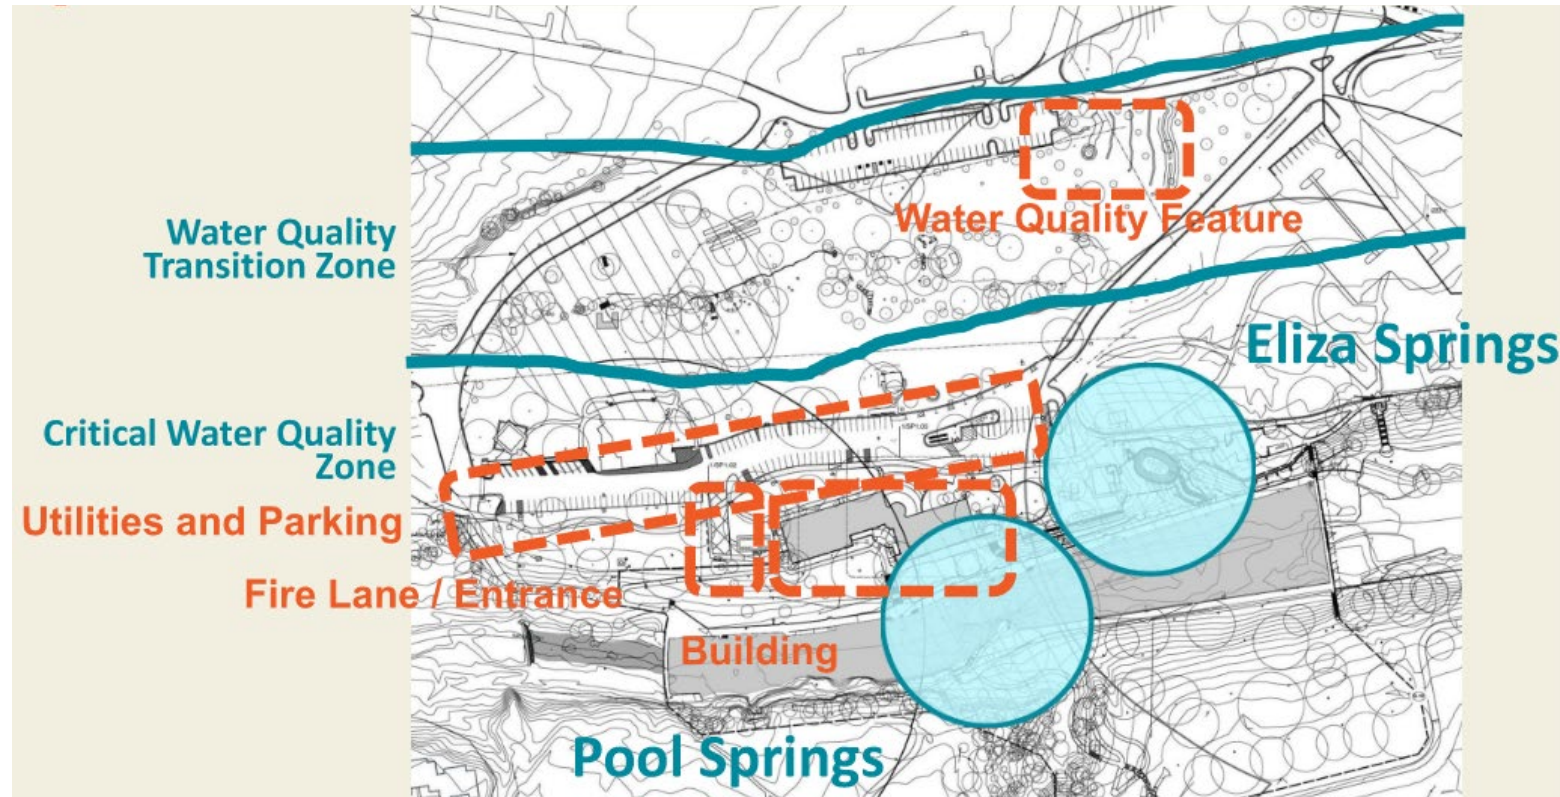 Water Quality Feature
Water Quality
Transition Zone
Eliza Springs
Critical Water Quality
Zone
Utilities and Parking
Fire Lane / Entrance
Building
Pool Springs